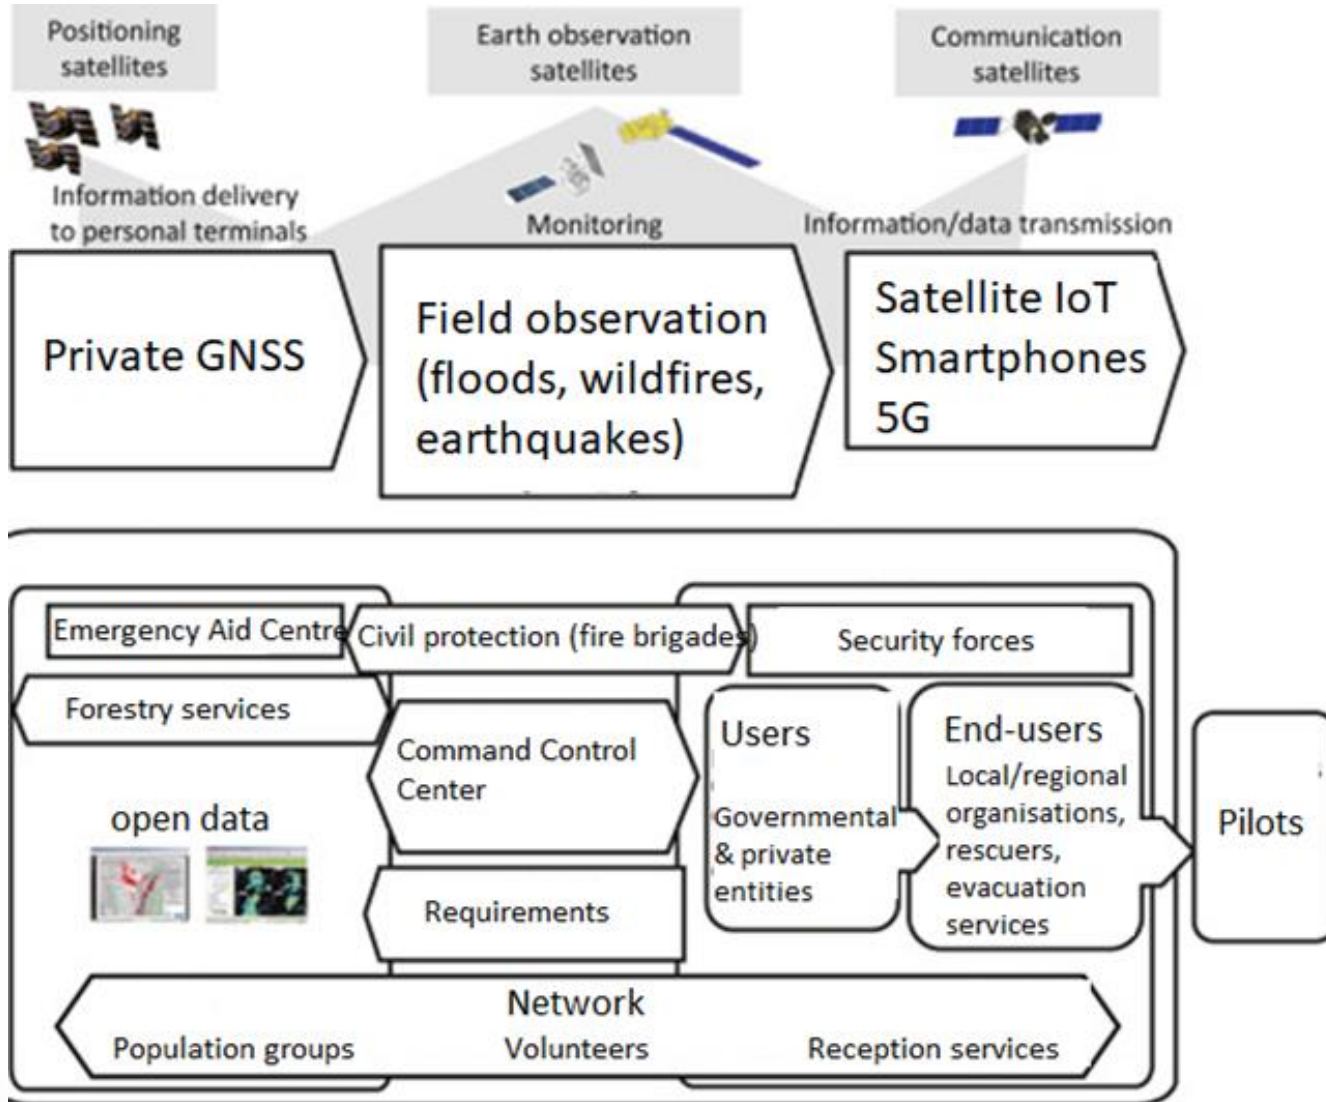 Positioning
satellites
Earth observation
satellites
Communication
satellites
Information delivery
to personal terminals
Monitoring
Information/data transmission
Private GNSS
Field observation
(floods, wildfires,
earthquakes)
Satellite IoT
Smartphones
5G
Emergency Aid Centre
Civil protection (fire brigades)
Security forces
Forestry services
Command Control
Center
open data
Requirements
Users
Governmental
& private
entities
End-users
Local/regional
organisations,
rescuers,
evacuation
services
Pilots
Network
Population groups
Volunteers
Reception services